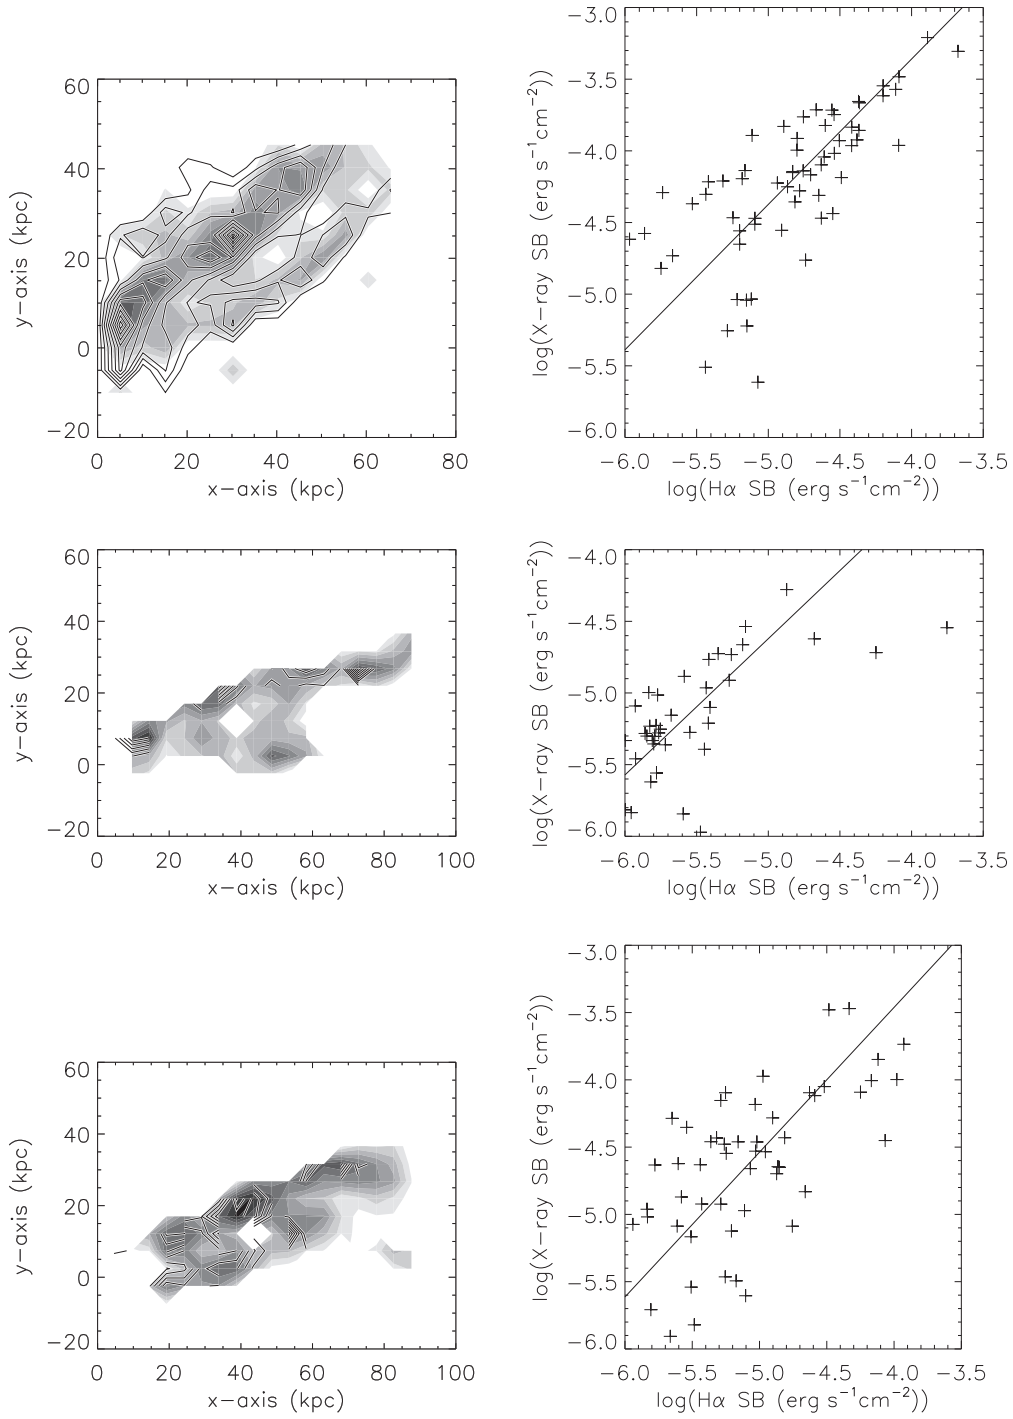 60
40
20
0
−20
y−axis (kpc)
0 20 40 60 80
x−axis (kpc)
−3.0
−3.5
−4.0
−4.5
−5.0
−5.5
−6.0
log(X−ray SB (erg s⁻¹cm⁻²))
−6.0 −5.5 −5.0 −4.5 −4.0 −3.5
log(Hα SB (erg s⁻¹cm⁻²))
60
40
20
0
−20
y−axis (kpc)
0 20 40 60 80 100
x−axis (kpc)
−4.0
−4.5
−5.0
−5.5
−6.0
log(X−ray SB (erg s⁻¹cm⁻²))
−6.0 −5.5 −5.0 −4.5 −4.0 −3.5
log(Hα SB (erg s⁻¹cm⁻²))
60
40
20
0
−20
y−axis (kpc)
0 20 40 60 80 100
x−axis (kpc)
−3.0
−3.5
−4.0
−4.5
−5.0
−5.5
−6.0
log(X−ray SB (erg s⁻¹cm⁻²))
−6.0 −5.5 −5.0 −4.5 −4.0 −3.5
log(Hα SB (erg s⁻¹cm⁻²))